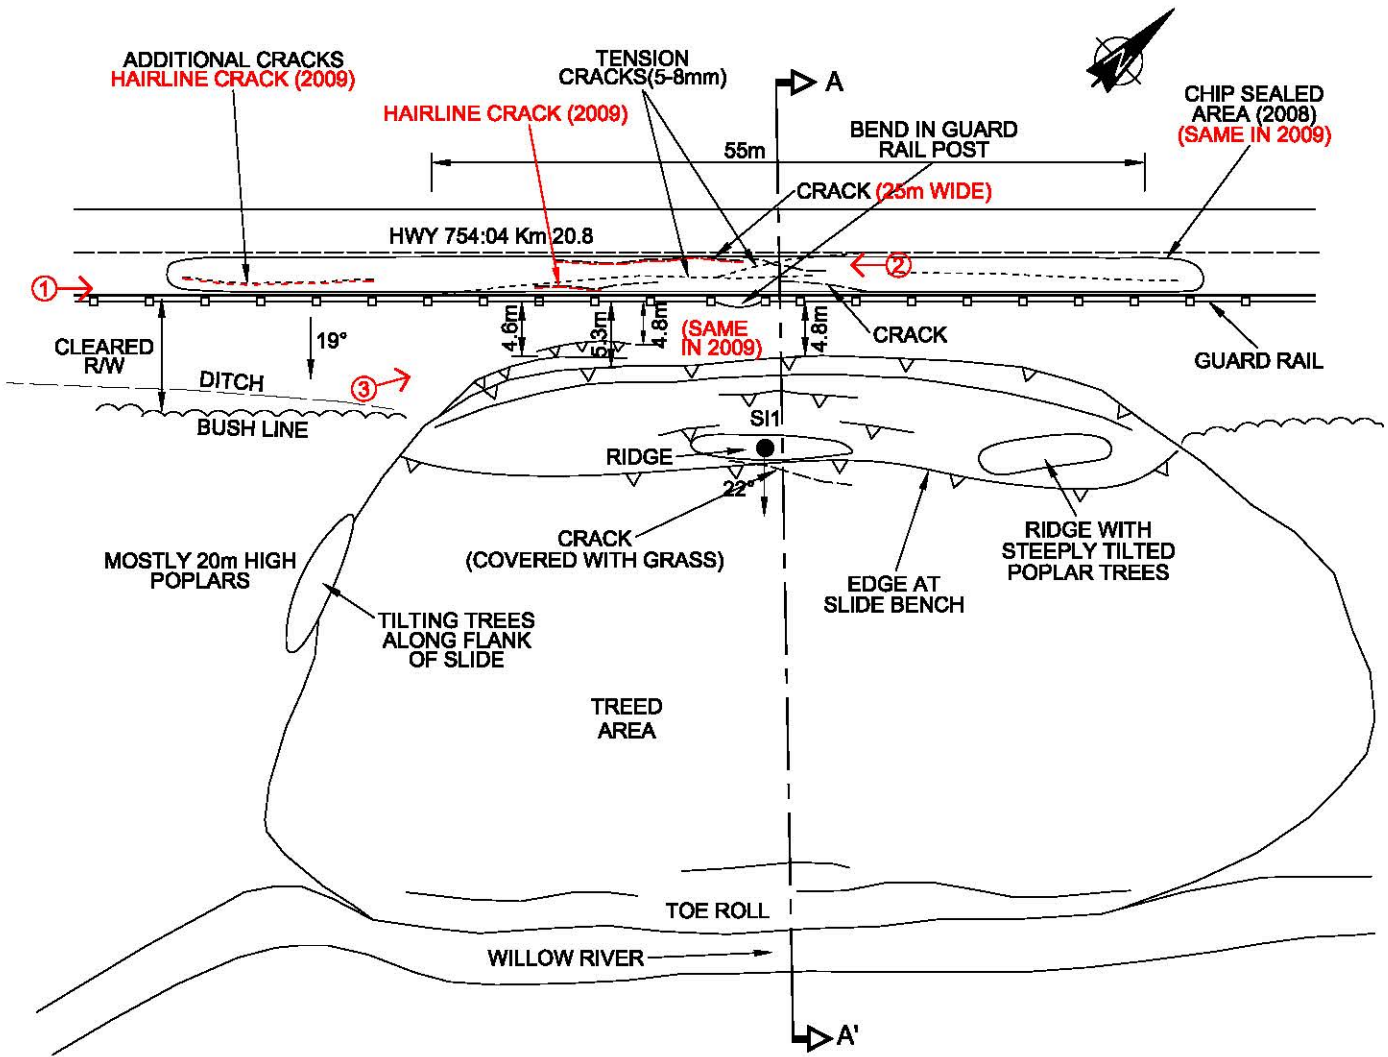 ADDITIONAL CRACKS
HAIRLINE CRACK (2009)
TENSION
CRACKS(5-8mm)
HAIRLINE CRACK (2009)
A
BEND IN GUARD
RAIL POST
CHIP SEALED
AREA (2008)
(SAME IN 2009)
55m
CRACK (25m WIDE)
HWY 754:04 Km 20.8
1
2
4.6m
5.3m
4.8m
(SAME
IN 2009)
4.8m
CRACK
GUARD RAIL
19°
CLEARED
R/W
DITCH
3
BUSH LINE
SI1
RIDGE
22°
CRACK
(COVERED WITH GRASS)
EDGE AT
SLIDE BENCH
RIDGE WITH
STEEPLY TILTED
POPLAR TREES
MOSTLY 20m HIGH
POPLARS
TILTING TREES
ALONG FLANK
OF SLIDE
TREED
AREA
TOE ROLL
WILLOW RIVER
A'